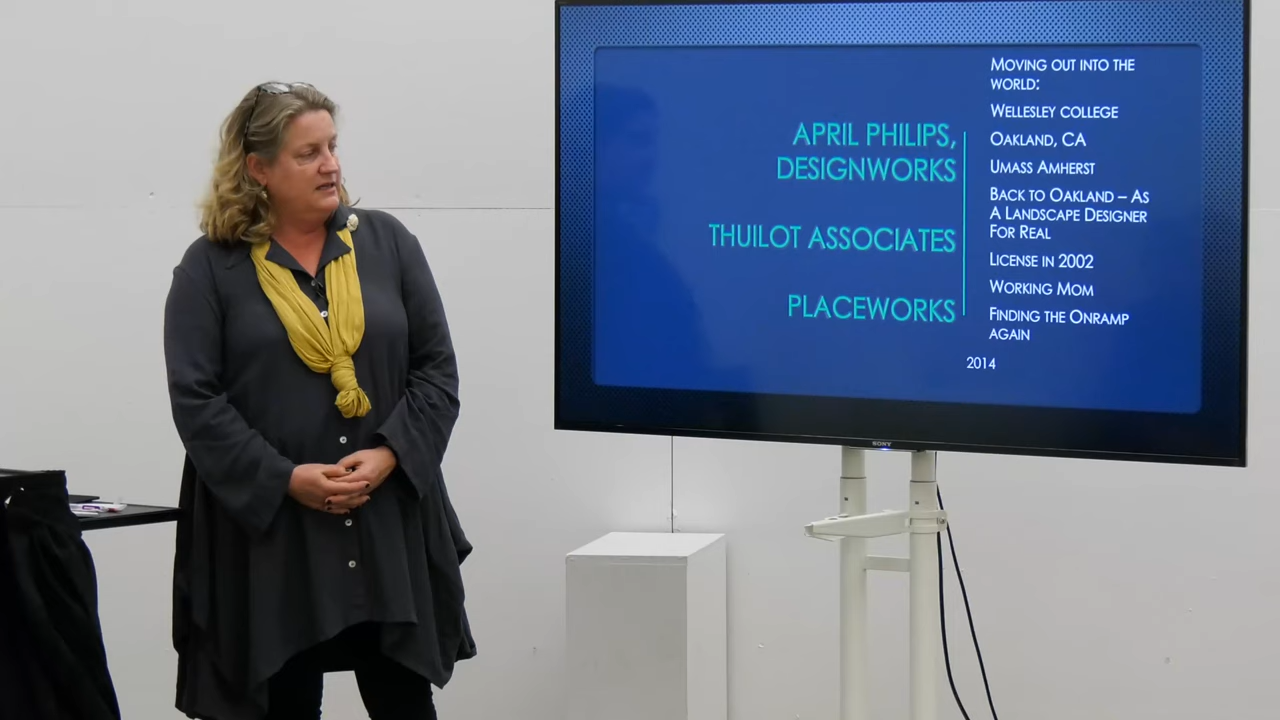 APRIL PHILIPS,
DESIGNWORKS
THUILOT ASSOCIATES
PLACEWORKS
MOVING OUT INTO THE
WORLD:
WELLESLEY COLLEGE
OAKLAND, CA
UMASS AMHERST
BACK TO OAKLAND – AS
A LANDSCAPE DESIGNER
FOR REAL
LICENSE IN 2002
WORKING MOM
FINDING THE ONRAMP
AGAIN
2014
SONY